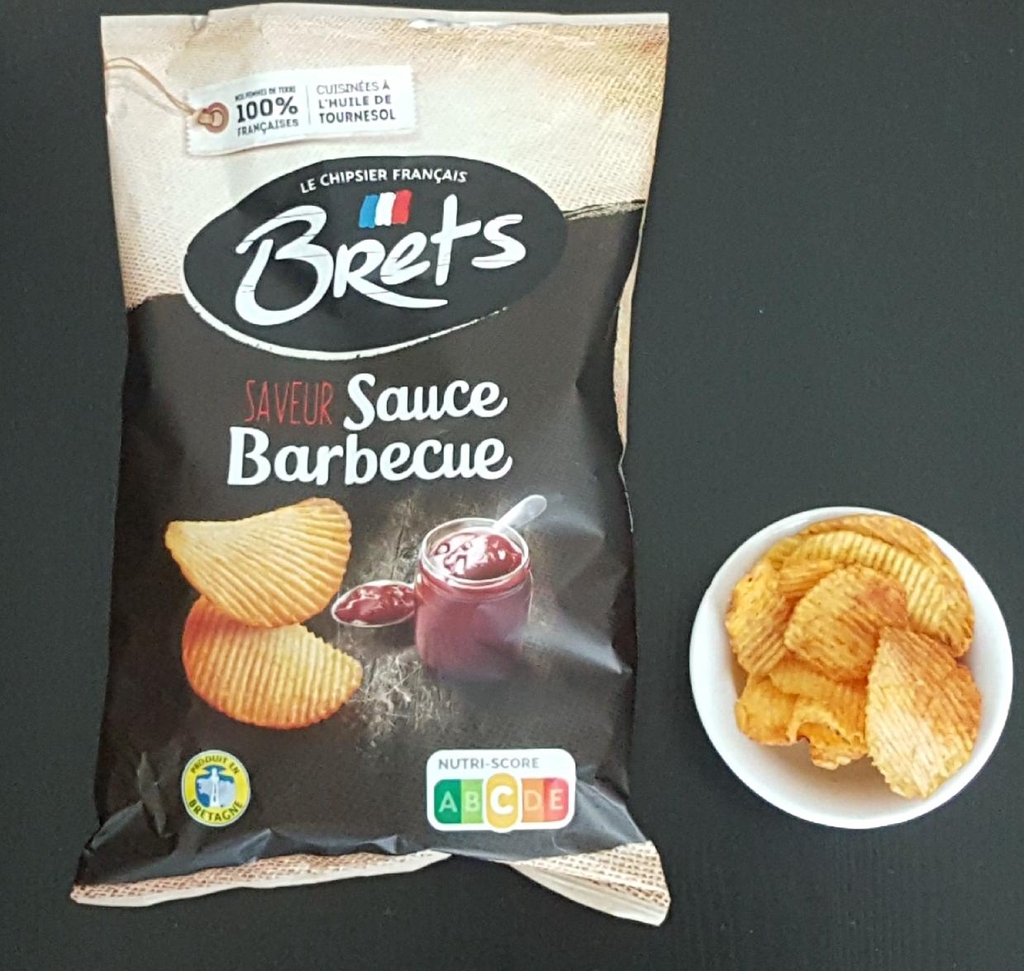 NOS POMMES DE TERRE
100%
FRANÇAISES
CUISINÉES À
L'HUILE DE
TOURNESOL
LE CHIPSIER FRANÇAIS
Brets
SAVEUR Sauce
Barbecue
PRODUIT EN
BRETAGNE
NUTRI-SCORE
A B C D E